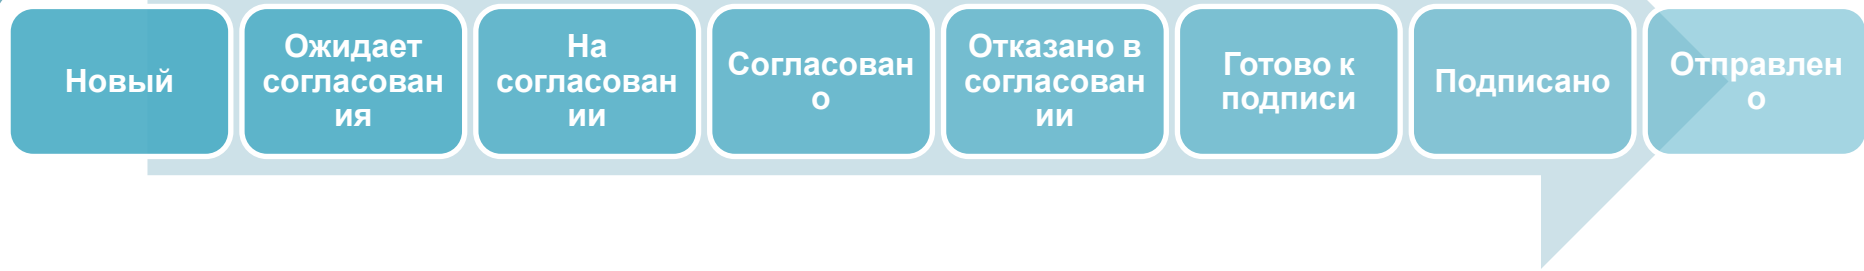 Новый
Ожидает
согласован
ия
На
согласован
ии
Согласован
о
Отказано в
согласован
ии
Готово к
подписи
Подписано
Отправлен
о